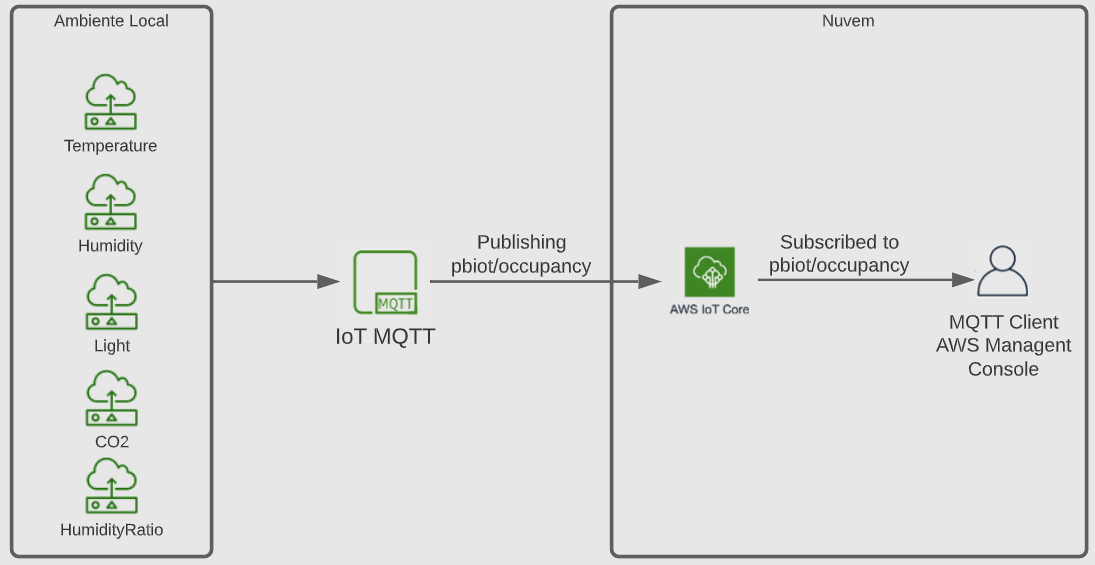 Ambiente Local
Temperature
Humidity
Light
CO2
HumidityRatio
MQTT
IoT MQTT
Publishing
pbiot/occupancy
Nuvem
AWS IoT Core
Subscribed to
pbiot/occupancy
MQTT Client
AWS Managent
Console